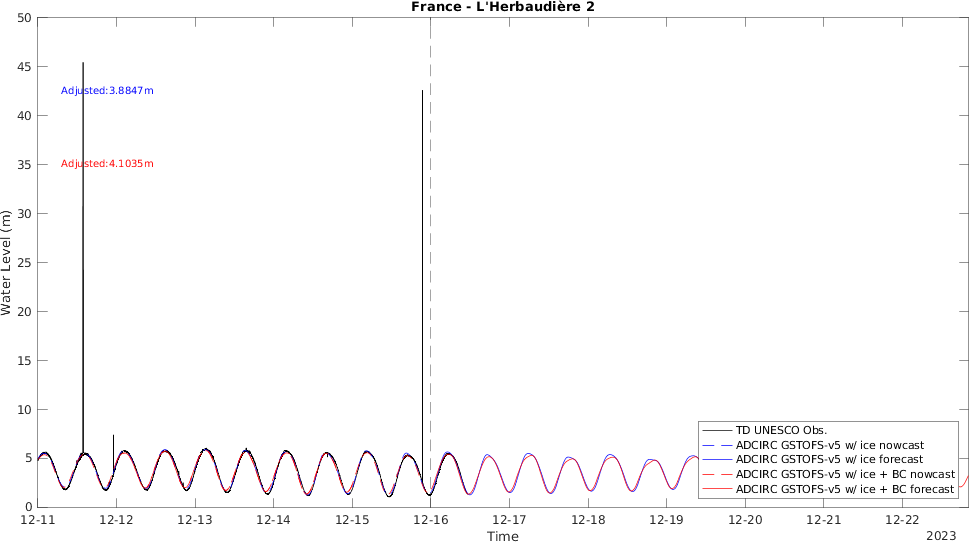 France - L'Herbaudière 2
50
45
40
35
30
25
20
15
10
5
0
Water Level (m)
Adjusted:3.8847m
Adjusted:4.1035m
TD UNESCO Obs.
ADCIRC GSTOFS-v5 w/ ice nowcast
ADCIRC GSTOFS-v5 w/ ice forecast
ADCIRC GSTOFS-v5 w/ ice + BC nowcast
ADCIRC GSTOFS-v5 w/ ice + BC forecast
12-11 12-12 12-13 12-14 12-15 12-16 12-17 12-18 12-19 12-20 12-21 12-22
Time
2023